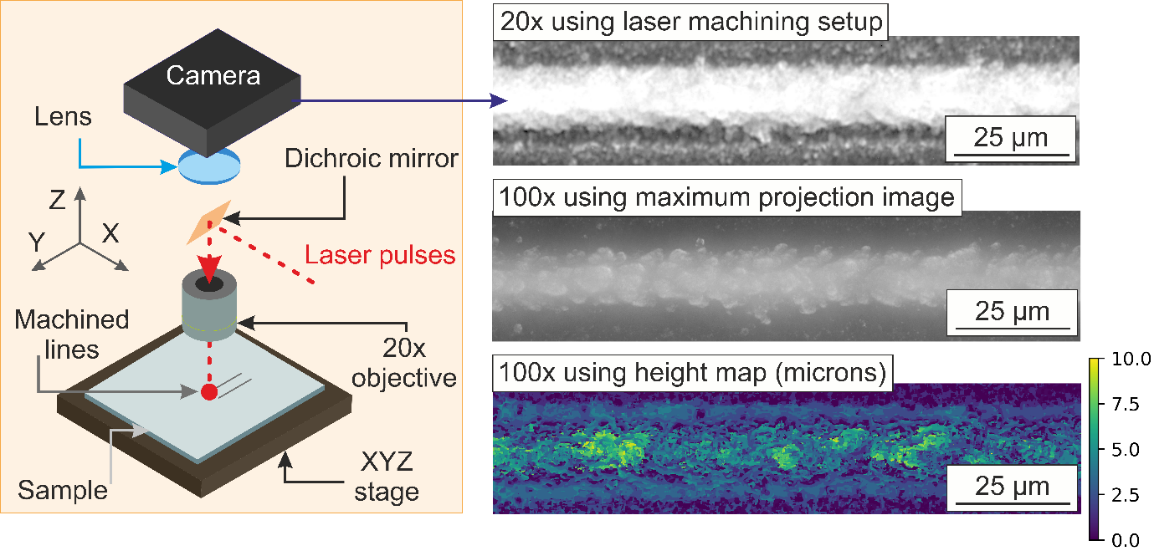 Camera
Lens
Dichroic mirror
Z
Y
X
Laser pulses
Machined
lines
20x
objective
Sample
XYZ
stage
20x using laser machining setup
25 μm
100x using maximum projection image
25 μm
100x using height map (microns)
25 μm
10.0
7.5
5.0
2.5
0.0